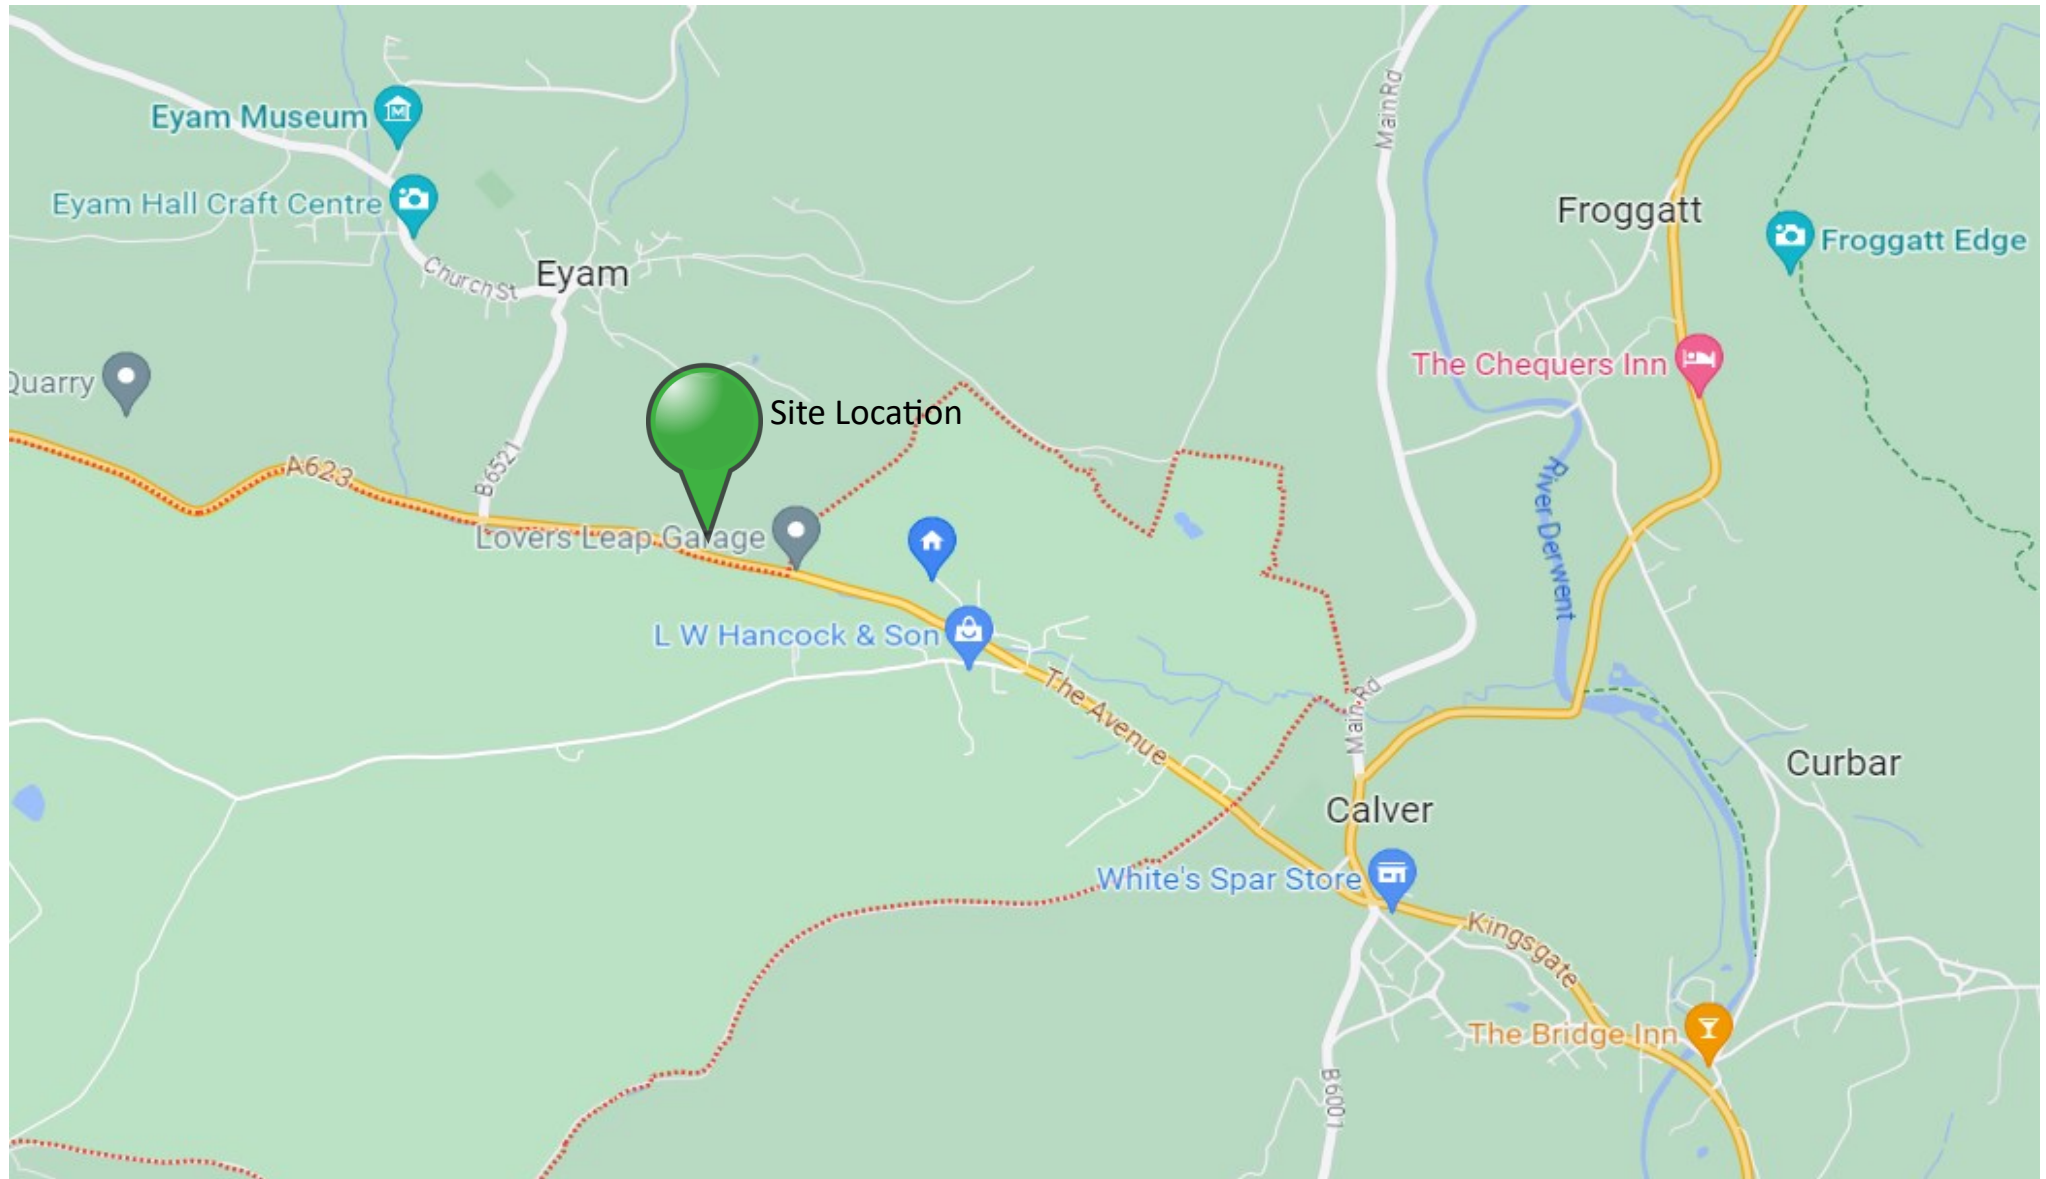 Eyam Museum
Eyam Hall Craft Centre
Church St
Eyam
Main Rd
Froggatt
Froggatt Edge
The Chequers Inn
Quarry
Site Location
A623
B6521
Lovers Leap Garage
River Derwent
L W Hancock & Son
The Avenue
Main Rd
Curbar
Calver
White's Spar Store
Kingsgate
The Bridge Inn
B6001